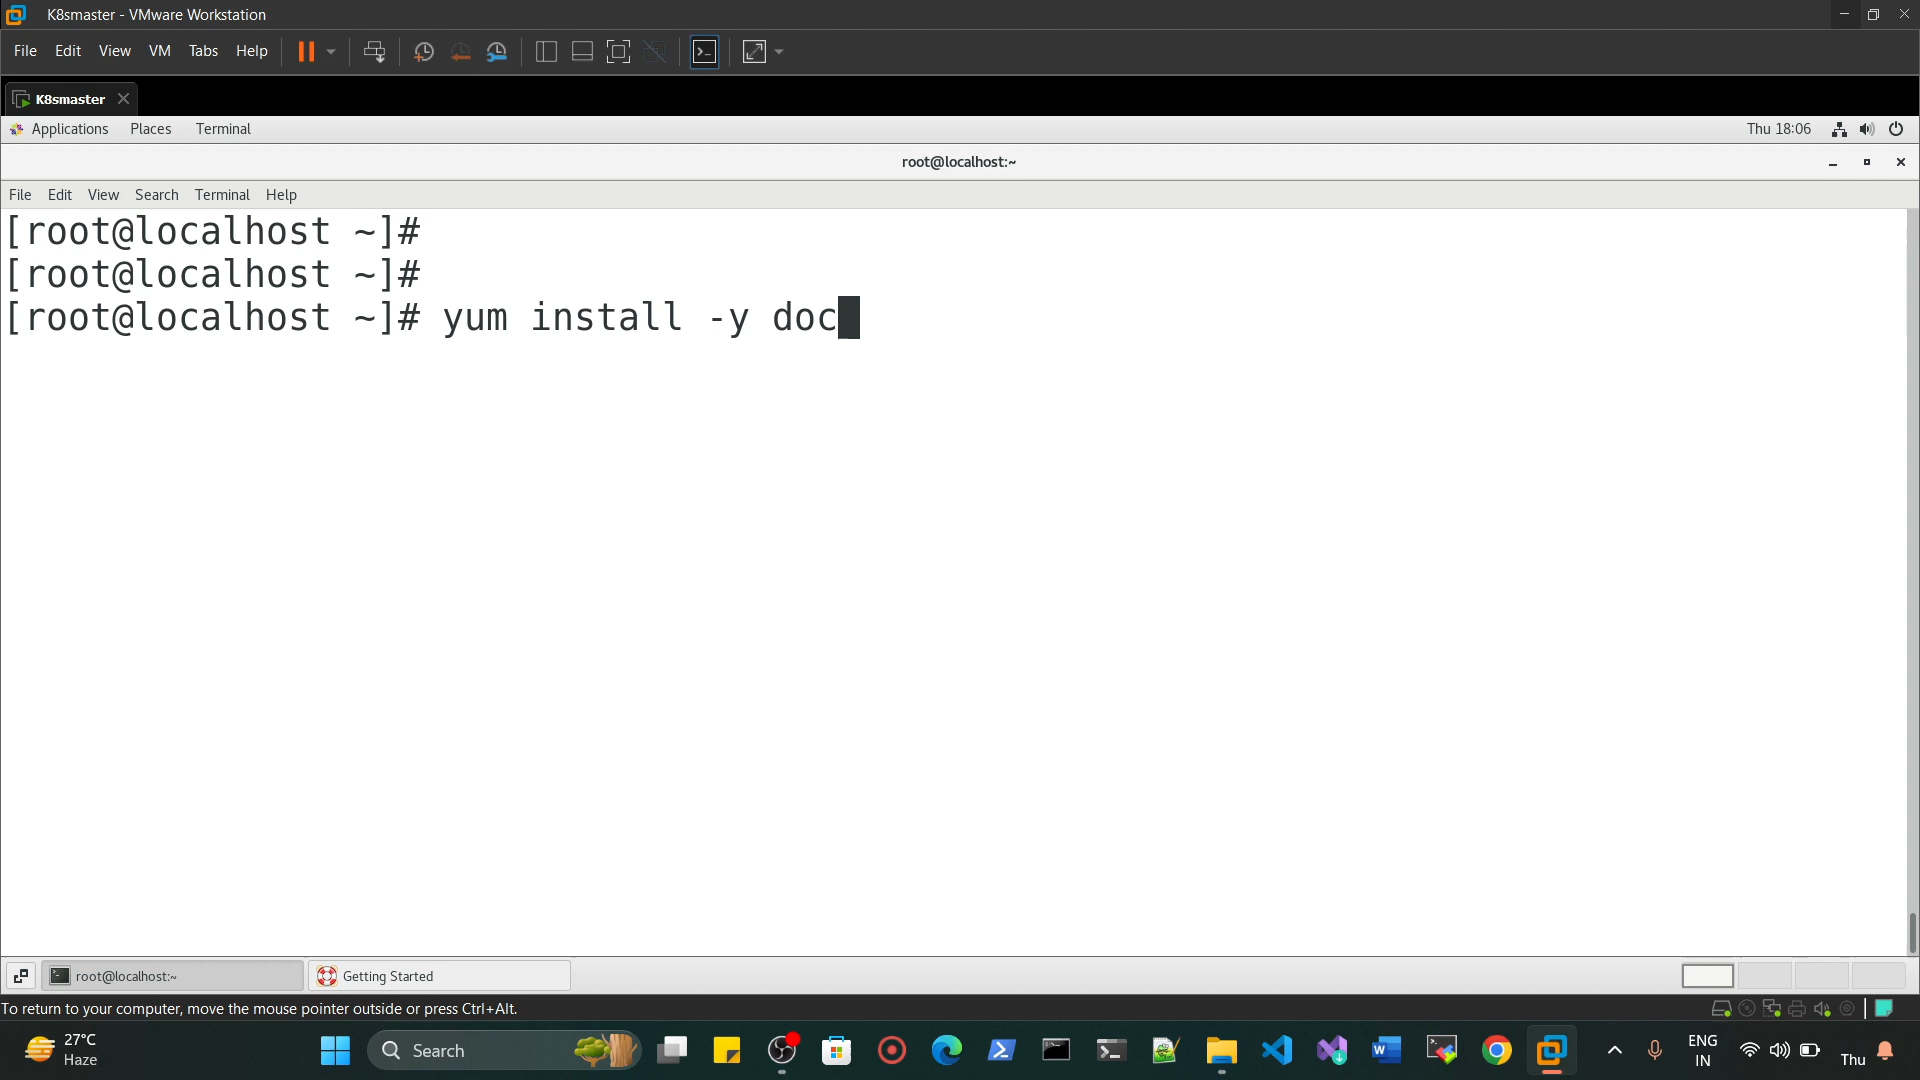 K8smaster - VMware Workstation
File Edit View VM Tabs Help
K8smaster
Applications Places Terminal Thu 18:06
root@localhost:~
File Edit View Search Terminal Help
[root@localhost ~]#
[root@localhost ~]#
[root@localhost ~]# yum install -y doc
root@localhost:~ Getting Started
To return to your computer, move the mouse pointer outside or press Ctrl+Alt.
27°C
Haze
Search
ENG
IN
Thu